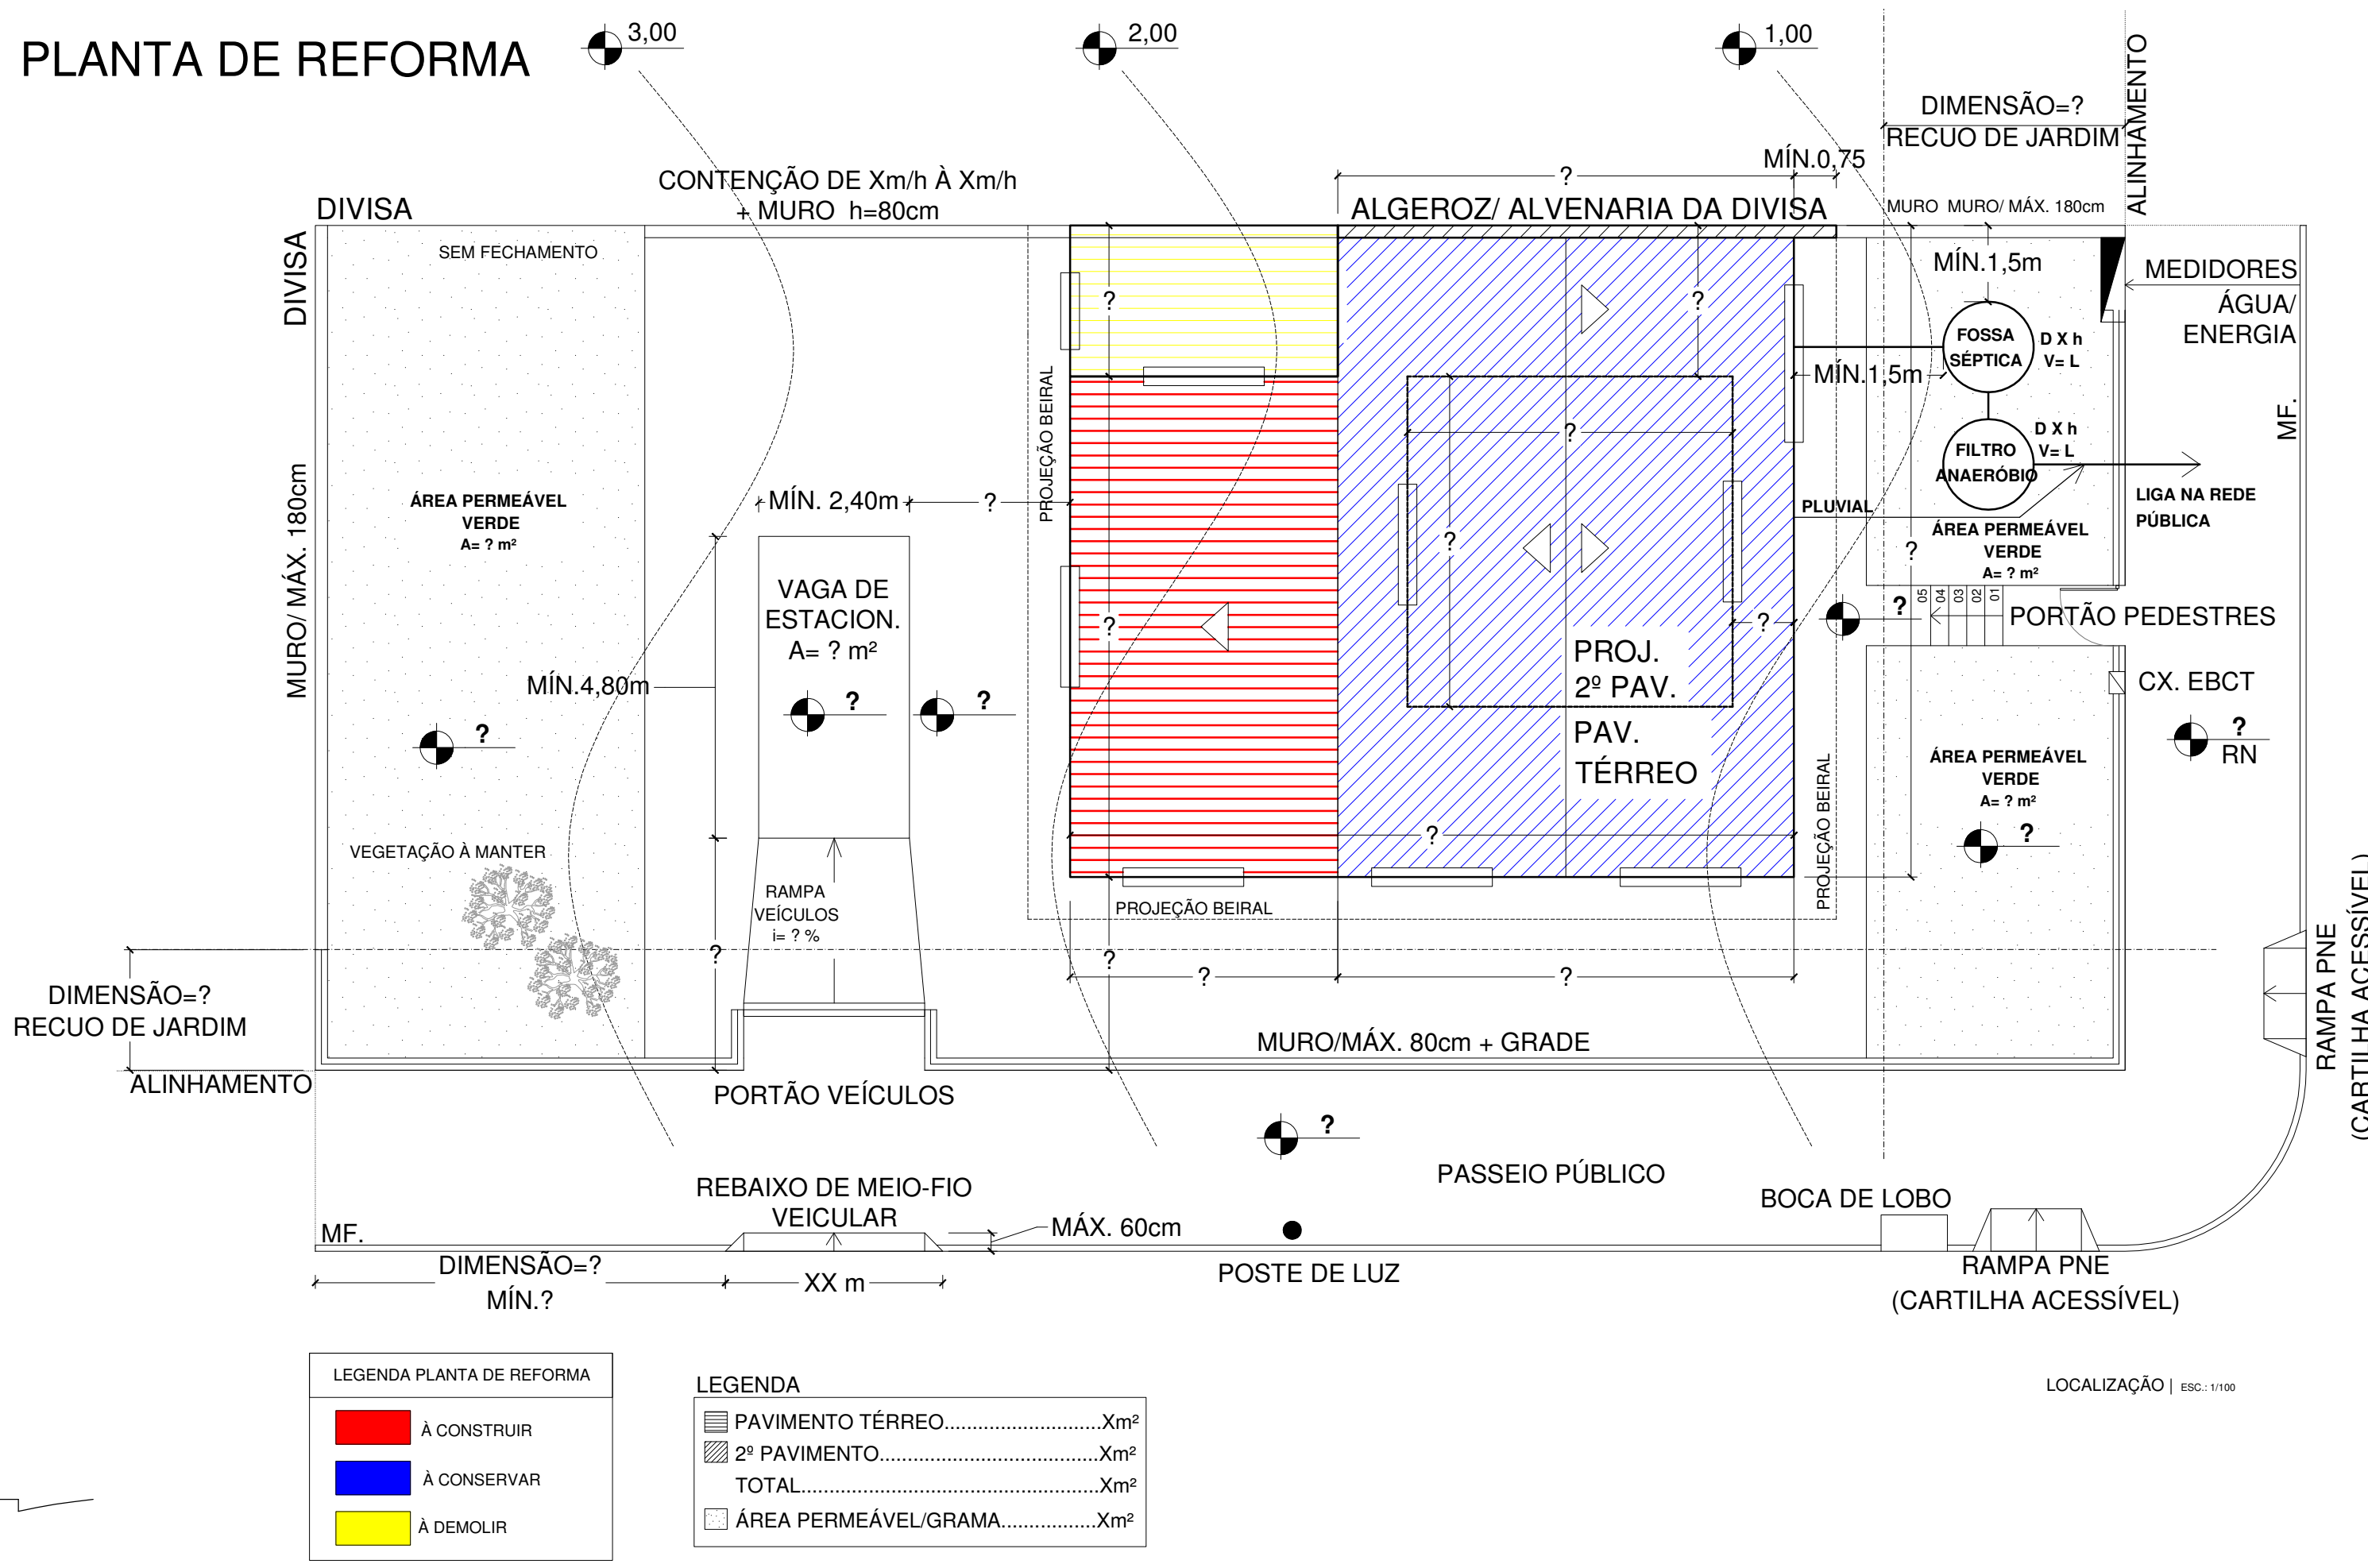 PLANTA DE REFORMA
3,00
2,00
1,00
DIMENSÃO=?
RECUO DE JARDIM
ALINHAMENTO
MÍN.0,75
?
CONTENÇÃO DE Xm/h À Xm/h
+ MURO h=80cm
DIVISA
DIVISA
ALGEROZ/ ALVENARIA DA DIVISA
MURO MURO/ MÁX. 180cm
SEM FECHAMENTO
MÍN.1,5m
MEDIDORES
ÁGUA/
ENERGIA
?
?
FOSSA
SÉPTICA
D X h
V= L
MÍN.1,5m
PROJEÇÃO BEIRAL
MF.
?
D X h
V= L
FILTRO
ANAERÓBIO
MURO/ MÁX. 180cm
ÁREA PERMEÁVEL
VERDE
A= ? m²
MÍN. 2,40m
?
PLUVIAL
LIGA NA REDE
PÚBLICA
ÁREA PERMEÁVEL
VERDE
A= ? m²
?
?
VAGA DE
ESTACION.
A= ? m²
05
04
03
02
01
?
PORTÃO PEDESTRES
?
?
PROJ.
2º PAV.
MÍN.4,80m
CX. EBCT
?
?
?
?
RN
PAV.
TÉRREO
ÁREA PERMEÁVEL
VERDE
A= ? m²
?
PROJEÇÃO BEIRAL
?
VEGETAÇÃO À MANTER
RAMPA
VEÍCULOS
i= ? %
PROJEÇÃO BEIRAL
?
?
?
?
DIMENSÃO=?
RECUO DE JARDIM
RAMPA PNE
(CARTILHA ACESSÍVEL)
MURO/MÁX. 80cm + GRADE
ALINHAMENTO
PORTÃO VEÍCULOS
?
PASSEIO PÚBLICO
REBAIXO DE MEIO-FIO
VEICULAR
BOCA DE LOBO
MF.
MÁX. 60cm
DIMENSÃO=?
MÍN.?
XX m
POSTE DE LUZ
RAMPA PNE
(CARTILHA ACESSÍVEL)
LEGENDA PLANTA DE REFORMA
À CONSTRUIR
À CONSERVAR
À DEMOLIR
LEGENDA
PAVIMENTO TÉRREO............................Xm²
2º PAVIMENTO.......................................Xm²
TOTAL.....................................................Xm²
ÁREA PERMEÁVEL/GRAMA.................Xm²
LOCALIZAÇÃO | ESC.: 1/100